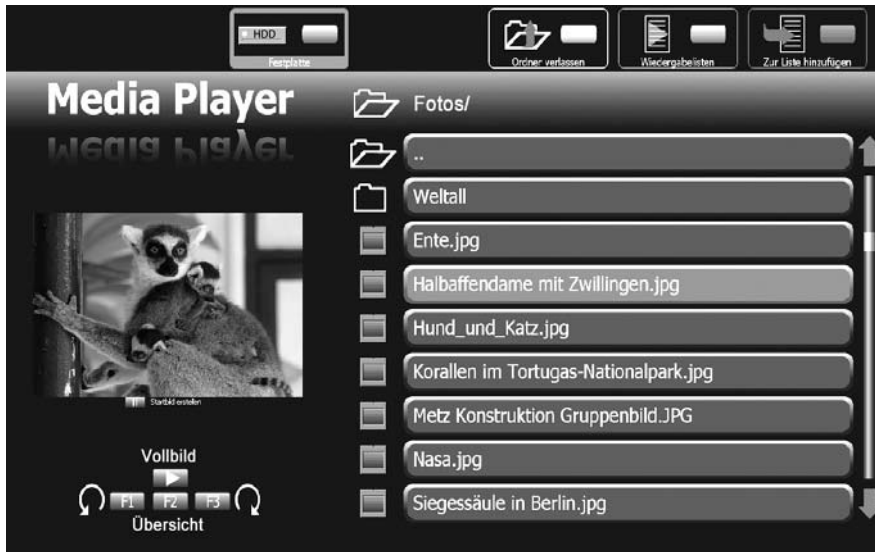 HDD
Festplatte
Ordner verlassen
Wiedergabelisten
Zur Liste hinzufügen
Media Player
Fotos/
..
Weltall
Ente.jpg
Halbaffendame mit Zwillingen.jpg
Hund_und_Katz.jpg
Korallen im Tortugas-Nationalpark.jpg
Metz Konstruktion Gruppenbild.JPG
Nasa.jpg
Siegessäule in Berlin.jpg
Startbild erstellen
Vollbild
F1 F2 F3
Übersicht